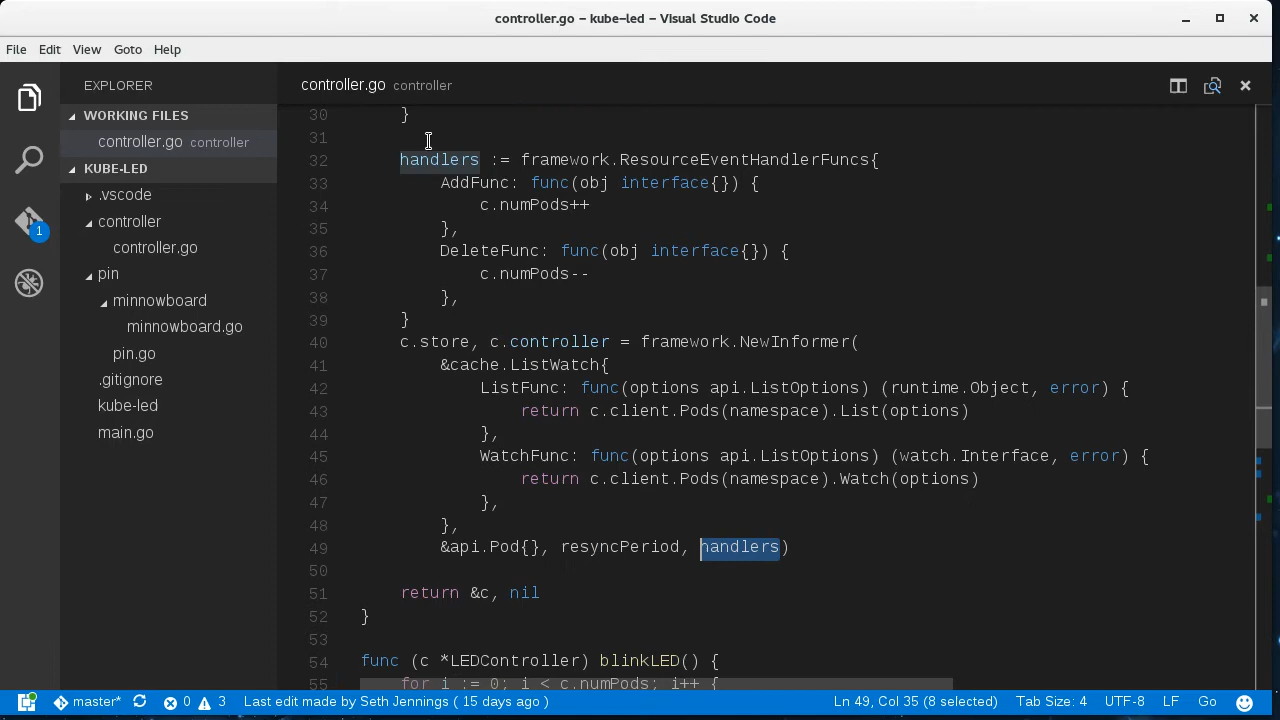 controller.go - kube-led - Visual Studio Code
File Edit View Goto Help
EXPLORER
WORKING FILES
controller.go controller
KUBE-LED
.vscode
controller
controller.go
pin
minnowboard
minnowboard.go
pin.go
.gitignore
kube-led
main.go
1
controller.go controller
30 }
31
32 handlers := framework.ResourceEventHandlerFuncs{
33 AddFunc: func(obj interface{}) {
34 c.numPods++
35 },
36 DeleteFunc: func(obj interface{}) {
37 c.numPods--
38 },
39 }
40 c.store, c.controller = framework.NewInformer(
41 &cache.ListWatch{
42 ListFunc: func(options api.ListOptions) (runtime.Object, error) {
43 return c.client.Pods(namespace).List(options)
44 },
45 WatchFunc: func(options api.ListOptions) (watch.Interface, error) {
46 return c.client.Pods(namespace).Watch(options)
47 },
48 },
49 &api.Pod{}, resyncPeriod, handlers)
50
51 return &c, nil
52 }
53
54 func (c *LEDController) blinkLED() {
55 for i := 0; i < c.numPods; i++ {
master* 0 3 Last edit made by Seth Jennings ( 15 days ago ) Ln 49, Col 35 (8 selected) Tab Size: 4 UTF-8 LF Go